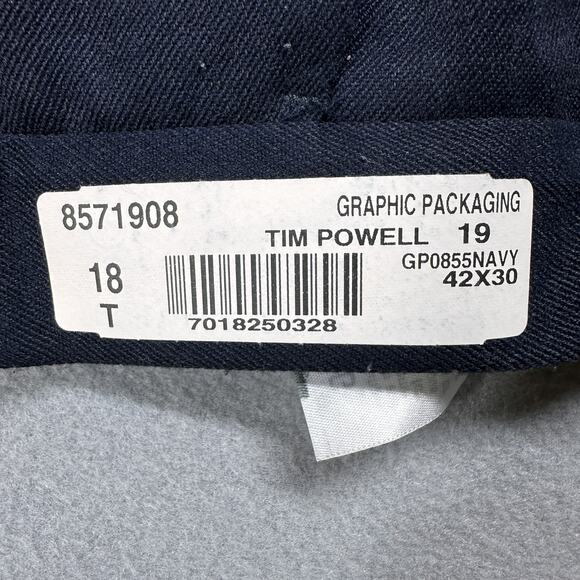 8571908
GRAPHIC PACKAGING
TIM POWELL 19
GP0855NAVY
18
42X30
T
7018250328